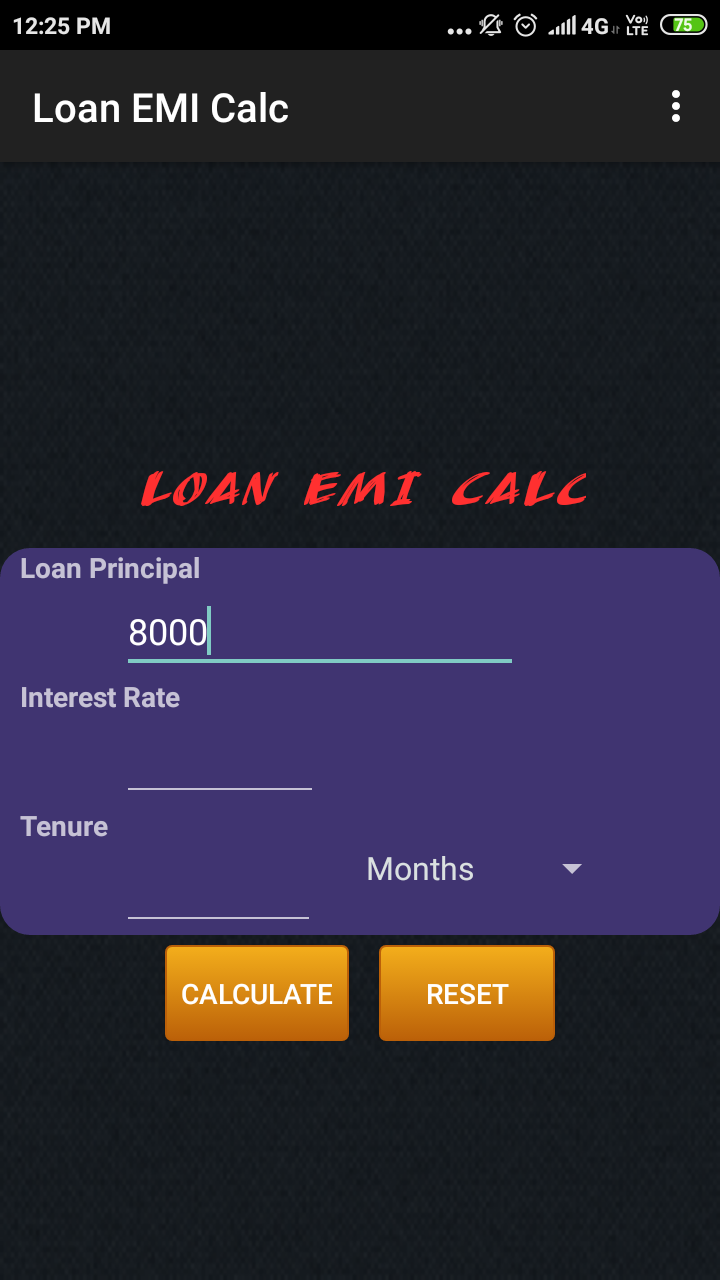 12:25 PM 4G Vo) LTE 75
Loan EMI Calc
LOAN EMI CALC
Loan Principal
8000
Interest Rate
Tenure
Months
CALCULATE RESET